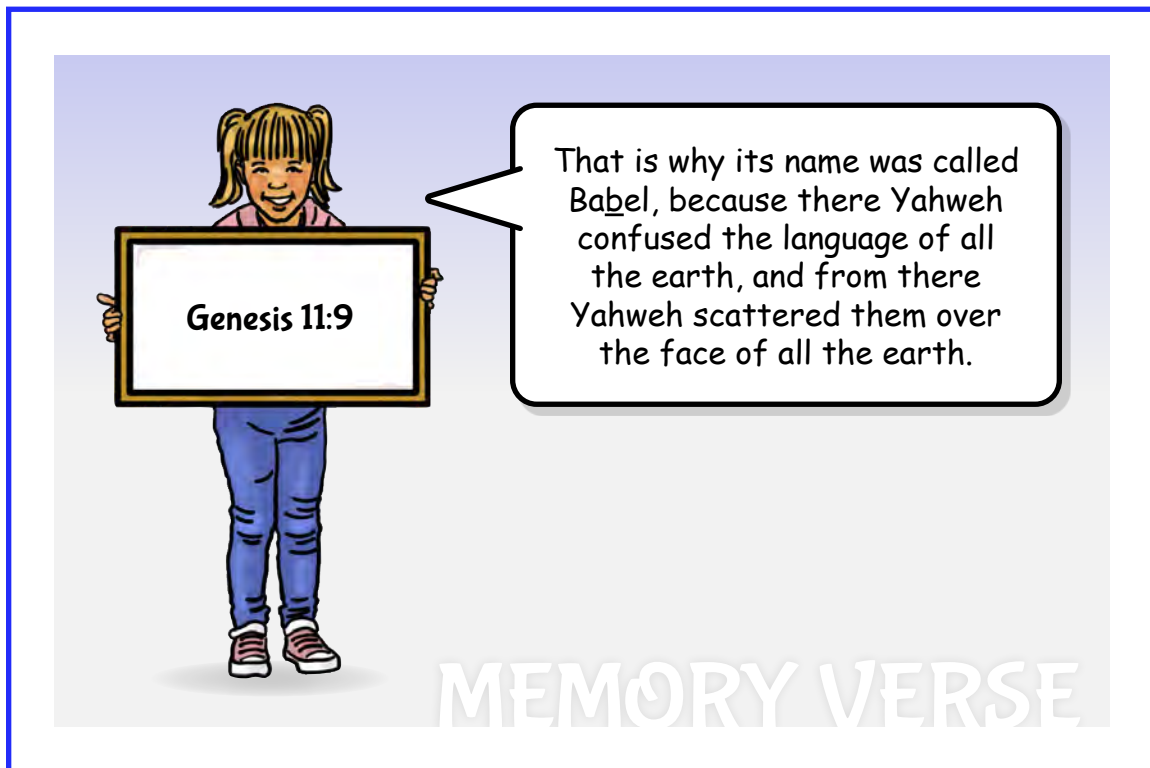 Genesis 11:9
That is why its name was called
Babel, because there Yahweh
confused the language of all
the earth, and from there
Yahweh scattered them over
the face of all the earth.
MEMORY VERSE